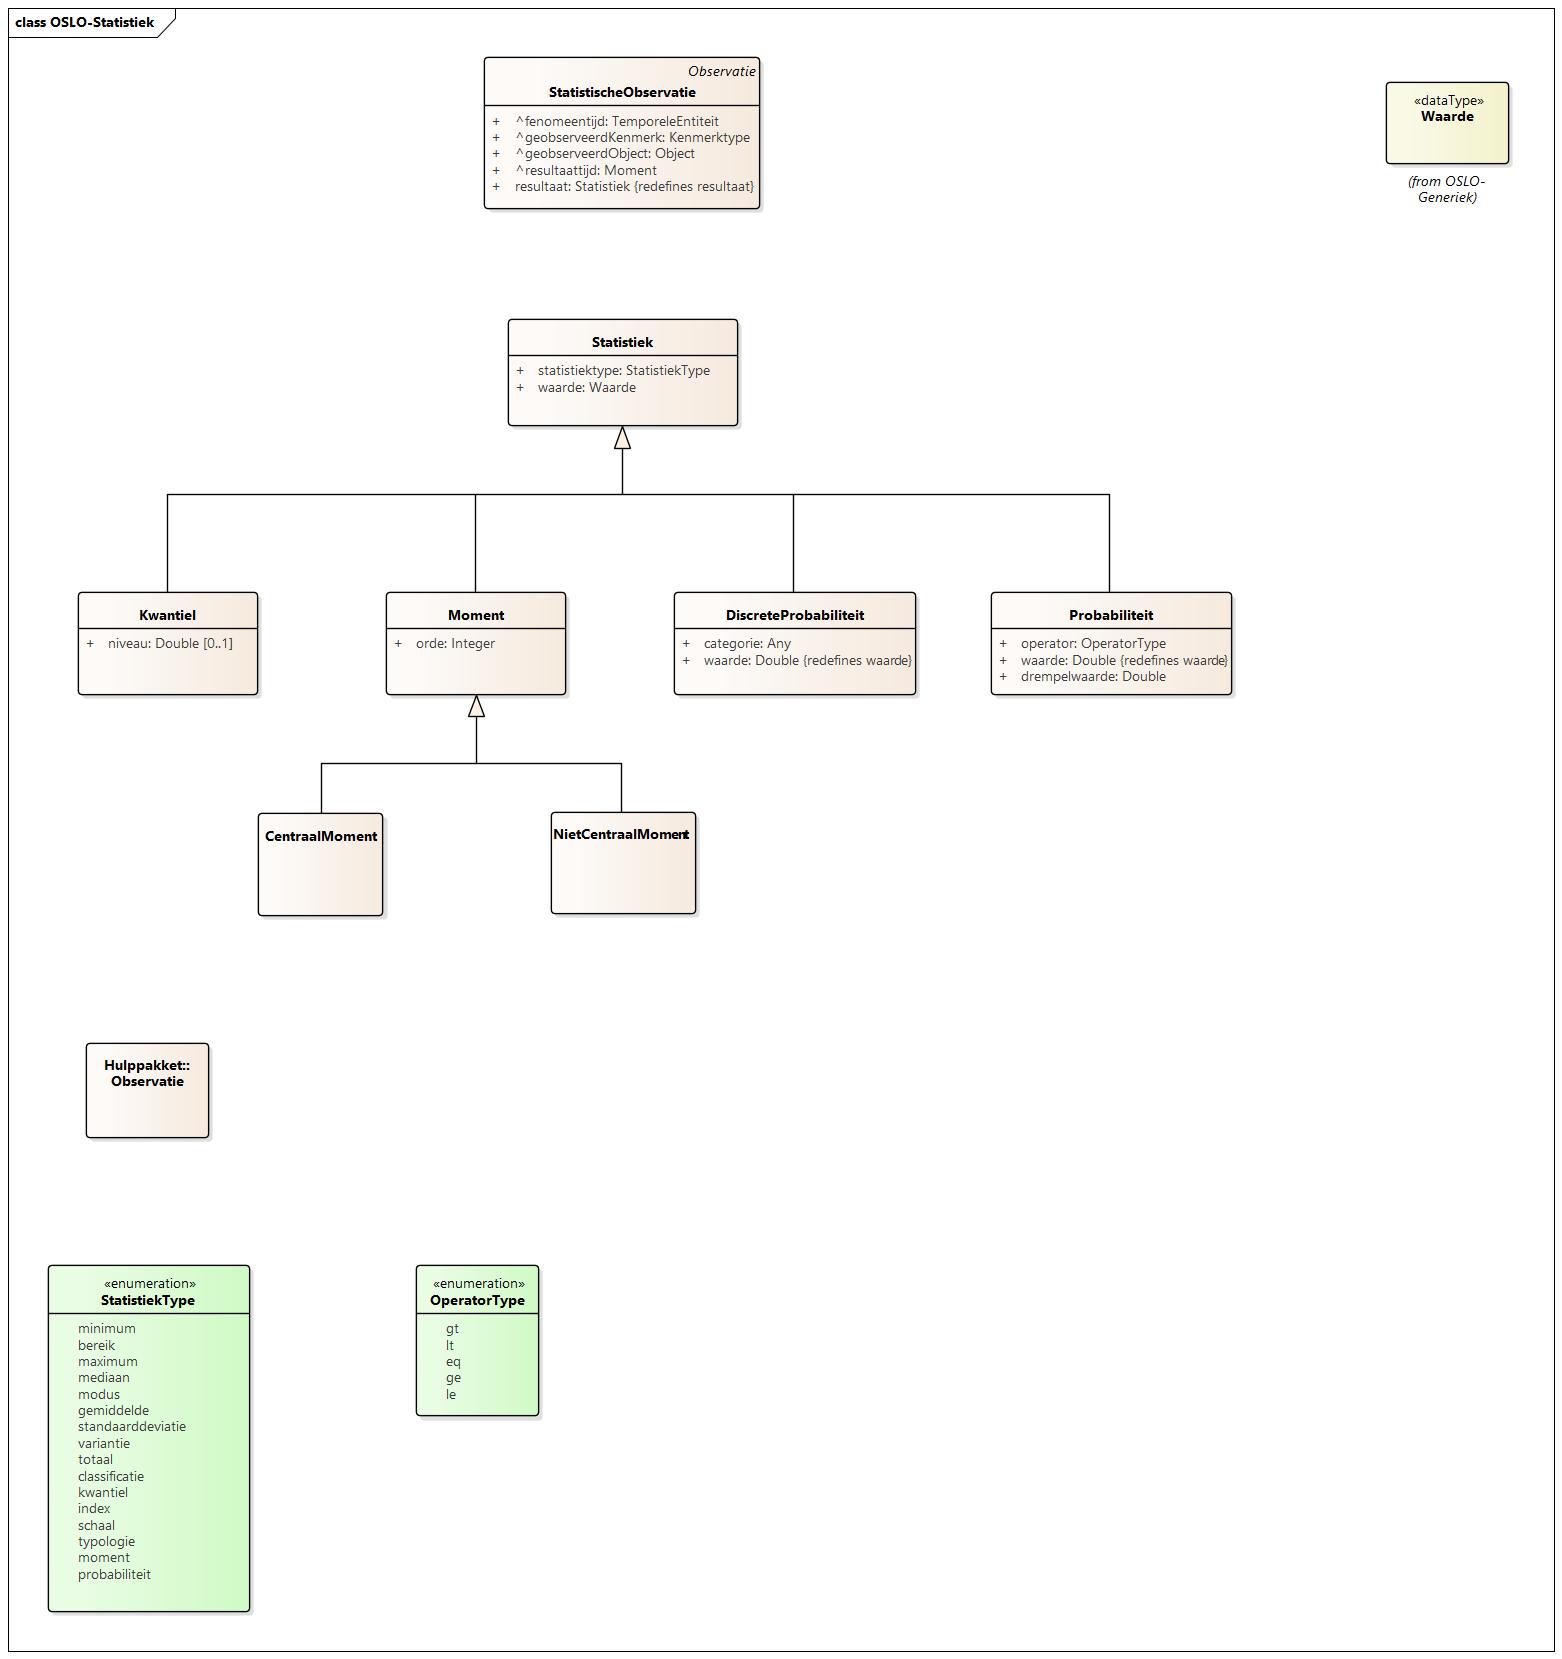 class OSLO-Statistiek
Observatie
StatistischeObservatie
+ ^fenomeentijd: TemporeleEntiteit
+ ^geobserveerdKenmerk: Kenmerktype
+ ^geobserveerdObject: Object
+ ^resultaattijd: Moment
+ resultaat: Statistiek {redefines resultaat}
«dataType»
Waarde
(from OSLO-
Generiek)
Statistiek
+ statistiektype: StatistiekType
+ waarde: Waarde
Kwantiel
+ niveau: Double [0..1]
Moment
+ orde: Integer
DiscreteProbabiliteit
+ categorie: Any
+ waarde: Double {redefines waarde}
Probabiliteit
+ operator: OperatorType
+ waarde: Double {redefines waarde}
+ drempelwaarde: Double
CentraalMoment
NietCentraalMoment
Hulppakket::
Observatie
«enumeration»
StatistiekType
minimum
bereik
maximum
mediaan
modus
gemiddelde
standaarddeviatie
variantie
totaal
classificatie
kwantiel
index
schaal
typologie
moment
probabiliteit
«enumeration»
OperatorType
gt
lt
eq
ge
le